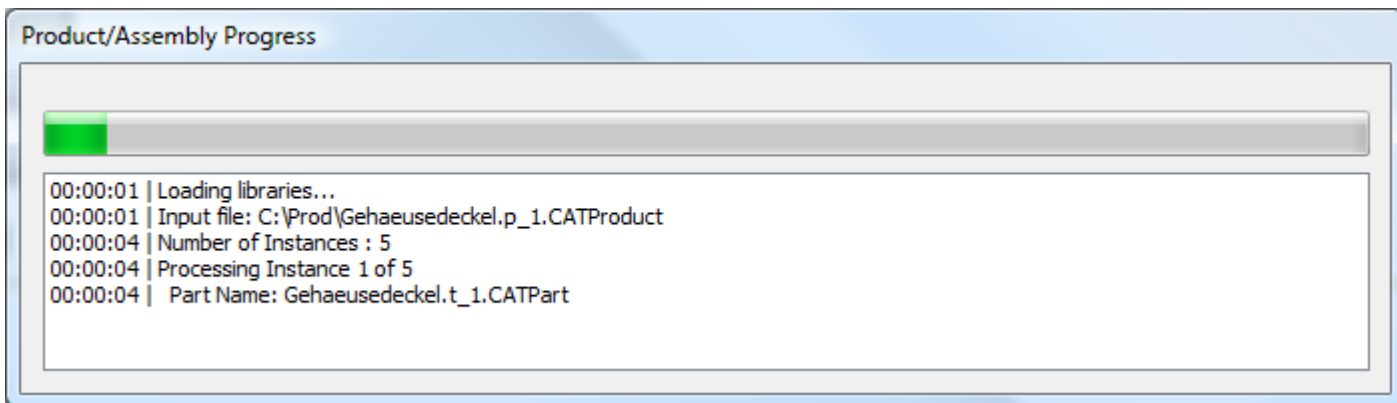 Product/Assembly Progress
00:00:01 | Loading libraries...
00:00:01 | Input file: C:\Prod\Gehaeusedeckel.p_1.CATProduct
00:00:04 | Number of Instances : 5
00:00:04 | Processing Instance 1 of 5
00:00:04 |   Part Name: Gehaeusedeckel.t_1.CATPart